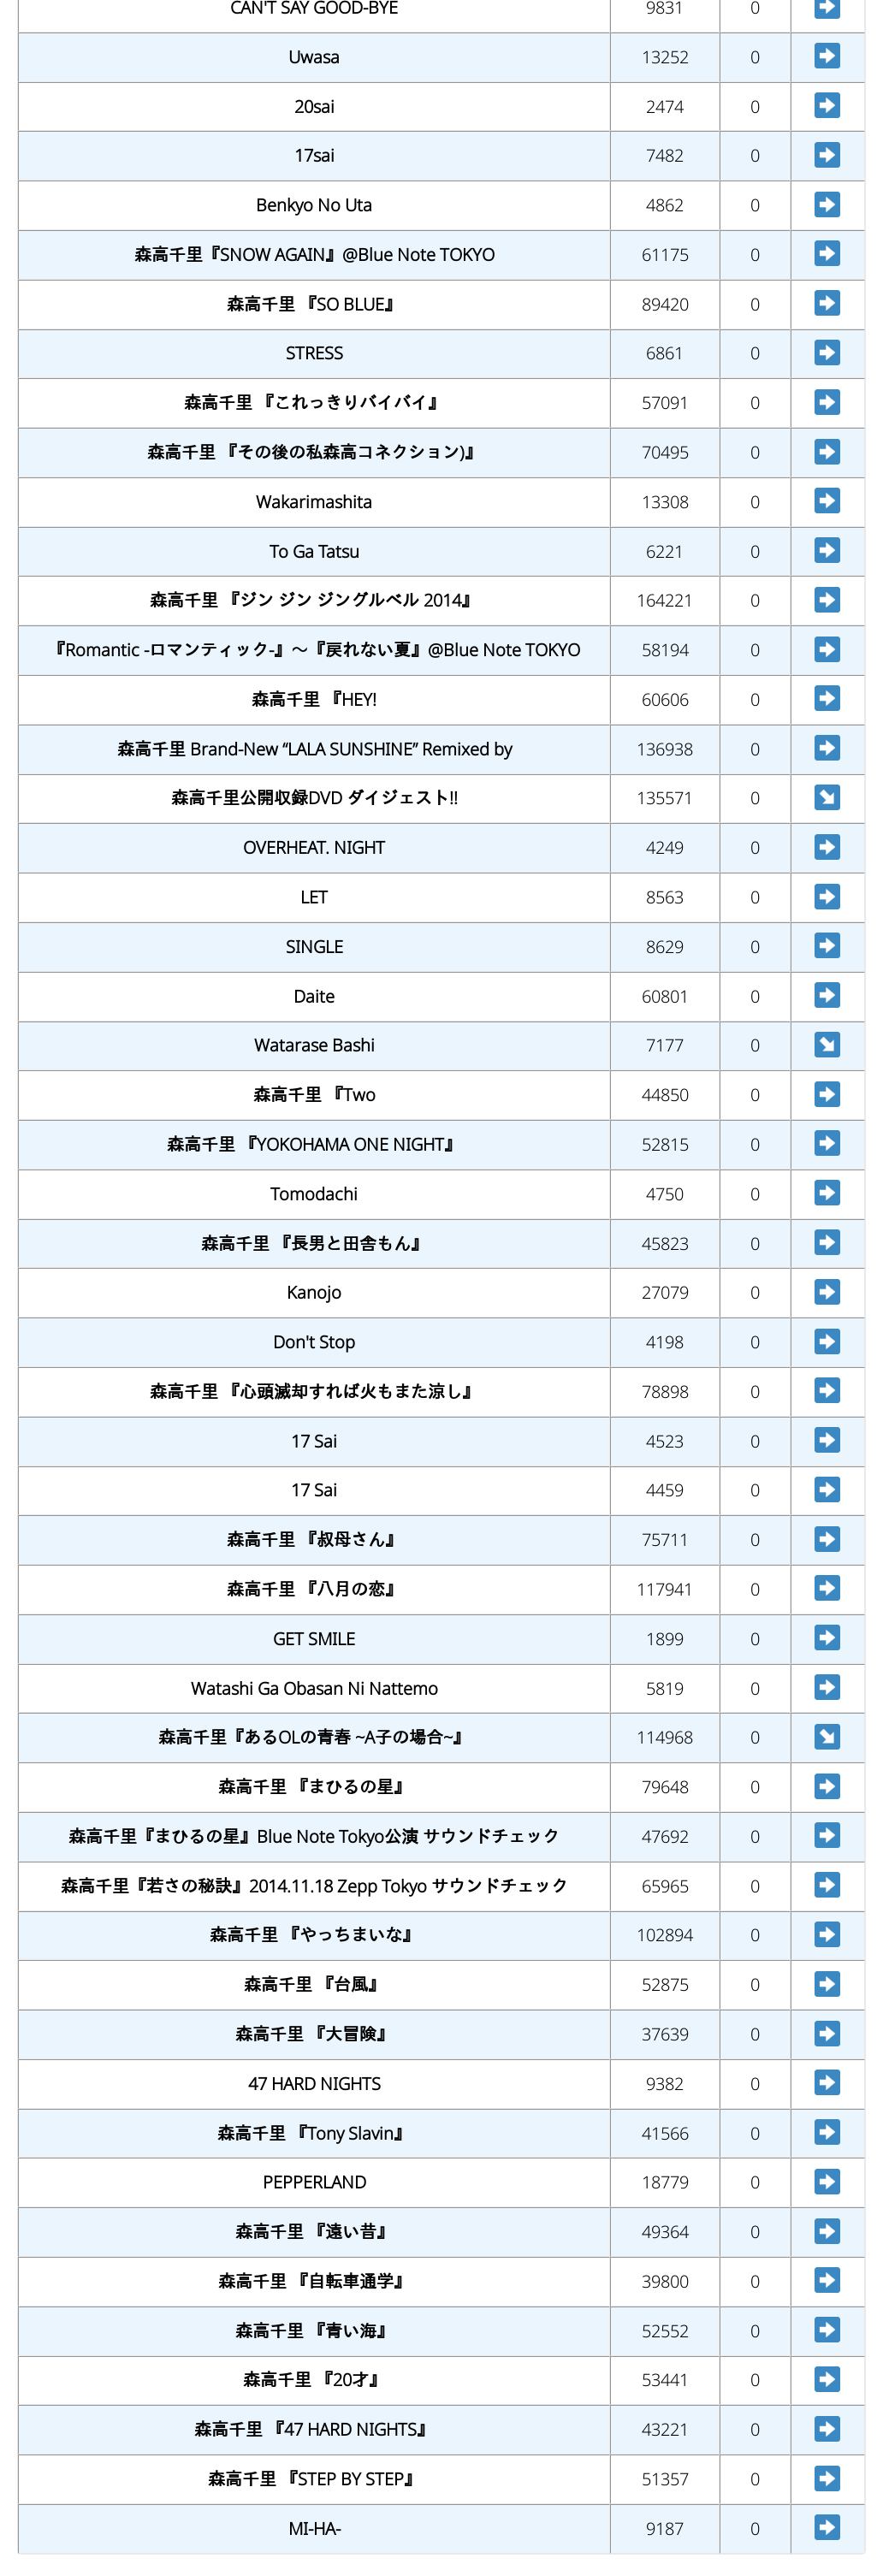 CAN'T SAY GOOD-BYE 9831 0
Uwasa 13252 0
20sai 2474 0
17sai 7482 0
Benkyo No Uta 4862 0
森高千里『SNOW AGAIN』@Blue Note TOKYO 61175 0
森高千里 『SO BLUE』 89420 0
STRESS 6861 0
森高千里 『これっきりバイバイ』 57091 0
森高千里 『その後の私森高コネクション)』 70495 0
Wakarimashita 13308 0
To Ga Tatsu 6221 0
森高千里 『ジン ジン ジングルベル 2014』 164221 0
『Romantic -ロマンティック-』～『戻れない夏』@Blue Note TOKYO 58194 0
森高千里 『HEY! 60606 0
森高千里 Brand-New “LALA SUNSHINE” Remixed by 136938 0
森高千里公開収録DVD ダイジェスト!! 135571 0
OVERHEAT. NIGHT 4249 0
LET 8563 0
SINGLE 8629 0
Daite 60801 0
Watarase Bashi 7177 0
森高千里 『Two 44850 0
森高千里 『YOKOHAMA ONE NIGHT』 52815 0
Tomodachi 4750 0
森高千里 『長男と田舎もん』 45823 0
Kanojo 27079 0
Don't Stop 4198 0
森高千里 『心頭滅却すれば火もまた涼し』 78898 0
17 Sai 4523 0
17 Sai 4459 0
森高千里 『叔母さん』 75711 0
森高千里 『八月の恋』 117941 0
GET SMILE 1899 0
Watashi Ga Obasan Ni Nattemo 5819 0
森高千里『あるOLの青春 ~A子の場合~』 114968 0
森高千里 『まひるの星』 79648 0
森高千里『まひるの星』Blue Note Tokyo公演 サウンドチェック 47692 0
森高千里『若さの秘訣』2014.11.18 Zepp Tokyo サウンドチェック 65965 0
森高千里 『やっちまいな』 102894 0
森高千里 『台風』 52875 0
森高千里 『大冒険』 37639 0
47 HARD NIGHTS 9382 0
森高千里 『Tony Slavin』 41566 0
PEPPERLAND 18779 0
森高千里 『遠い昔』 49364 0
森高千里 『自転車通学』 39800 0
森高千里 『青い海』 52552 0
森高千里 『20才』 53441 0
森高千里 『47 HARD NIGHTS』 43221 0
森高千里 『STEP BY STEP』 51357 0
MI-HA- 9187 0